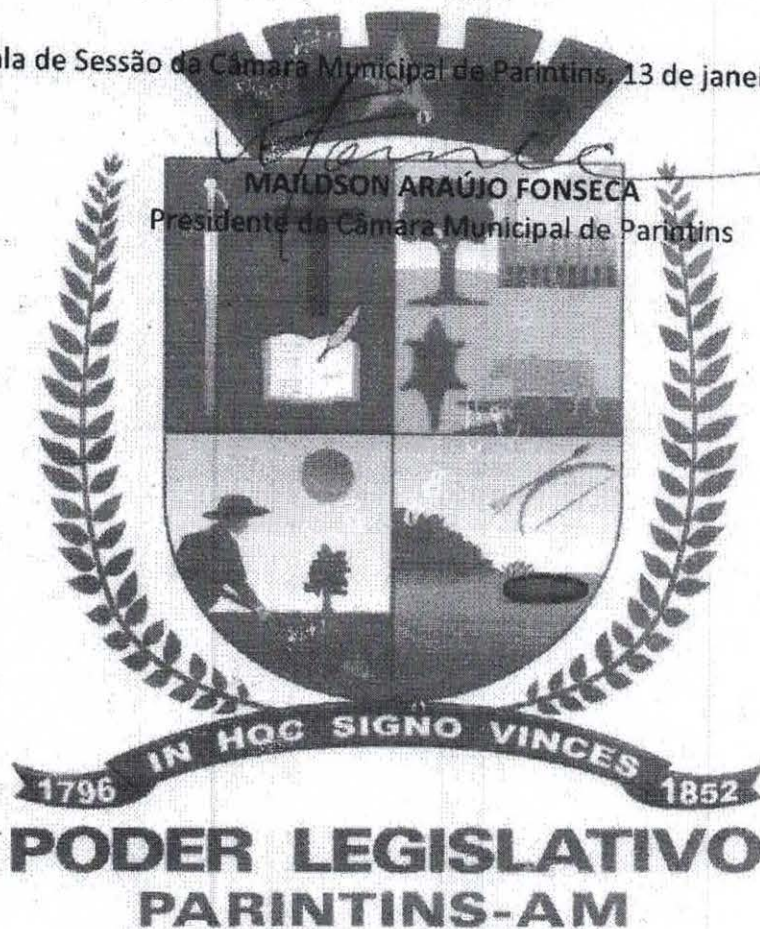 la de Sessão da Câmara Municipal de Parintins, 13 de janei
MAILDSON ARAÚJO FONSECA
Presidente da Câmara Municipal de Parintins
IN HOC SIGNO VINCES
1796
1852
PODER LEGISLATIVO
PARINTINS-AM